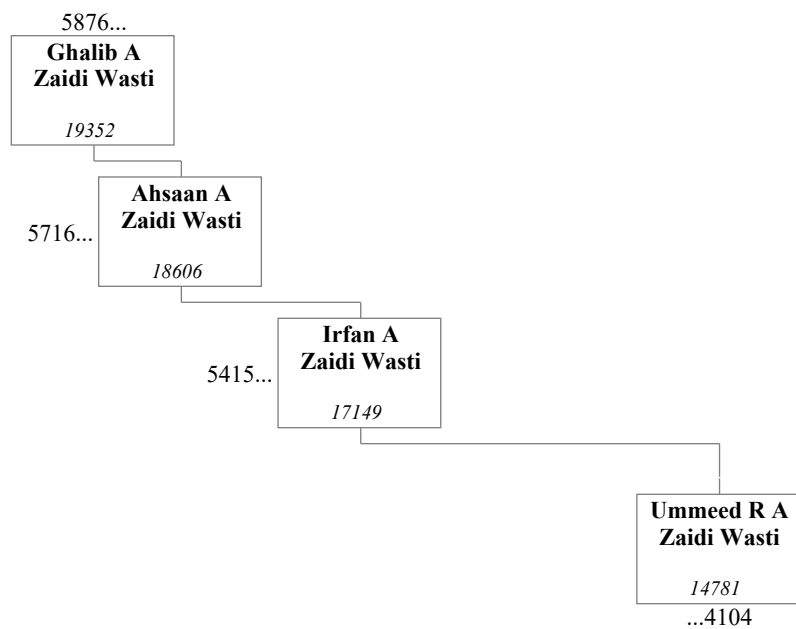 5876...
Ghalib A
Zaidi Wasti
19352
Ahsaan A
Zaidi Wasti
5716...
18606
Irfan A
Zaidi Wasti
5415...
17149
Ummeed R A
Zaidi Wasti
14781
...4104